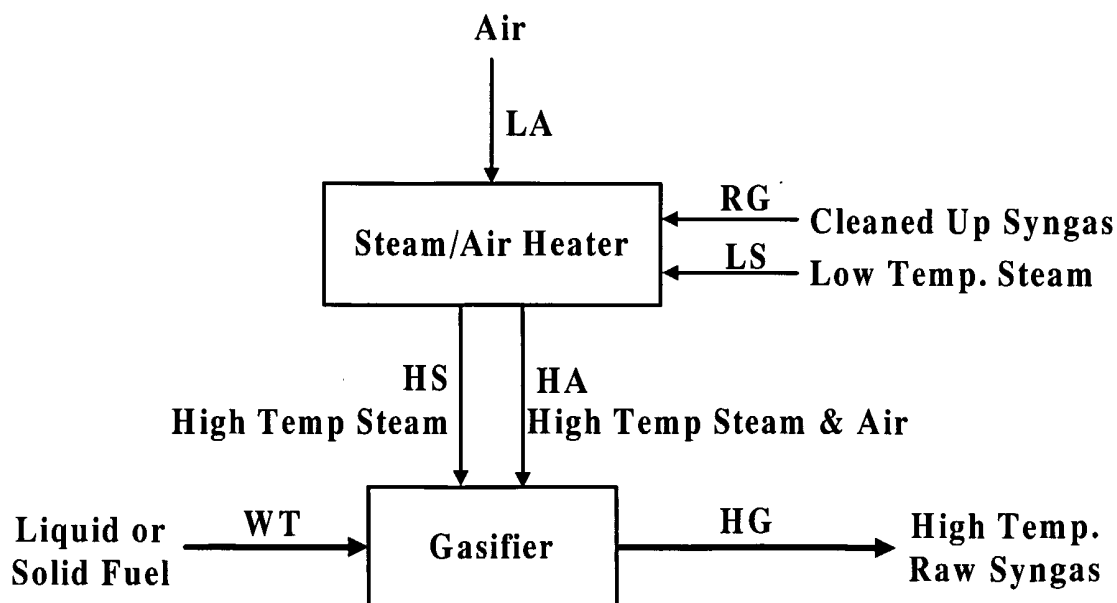 Air
LA
RG
Cleaned Up Syngas
Steam/Air Heater
LS
Low Temp. Steam
HS
HA
High Temp Steam
High Temp Steam & Air
Liquid or
Solid Fuel
WT
Gasifier
HG
High Temp.
Raw Syngas